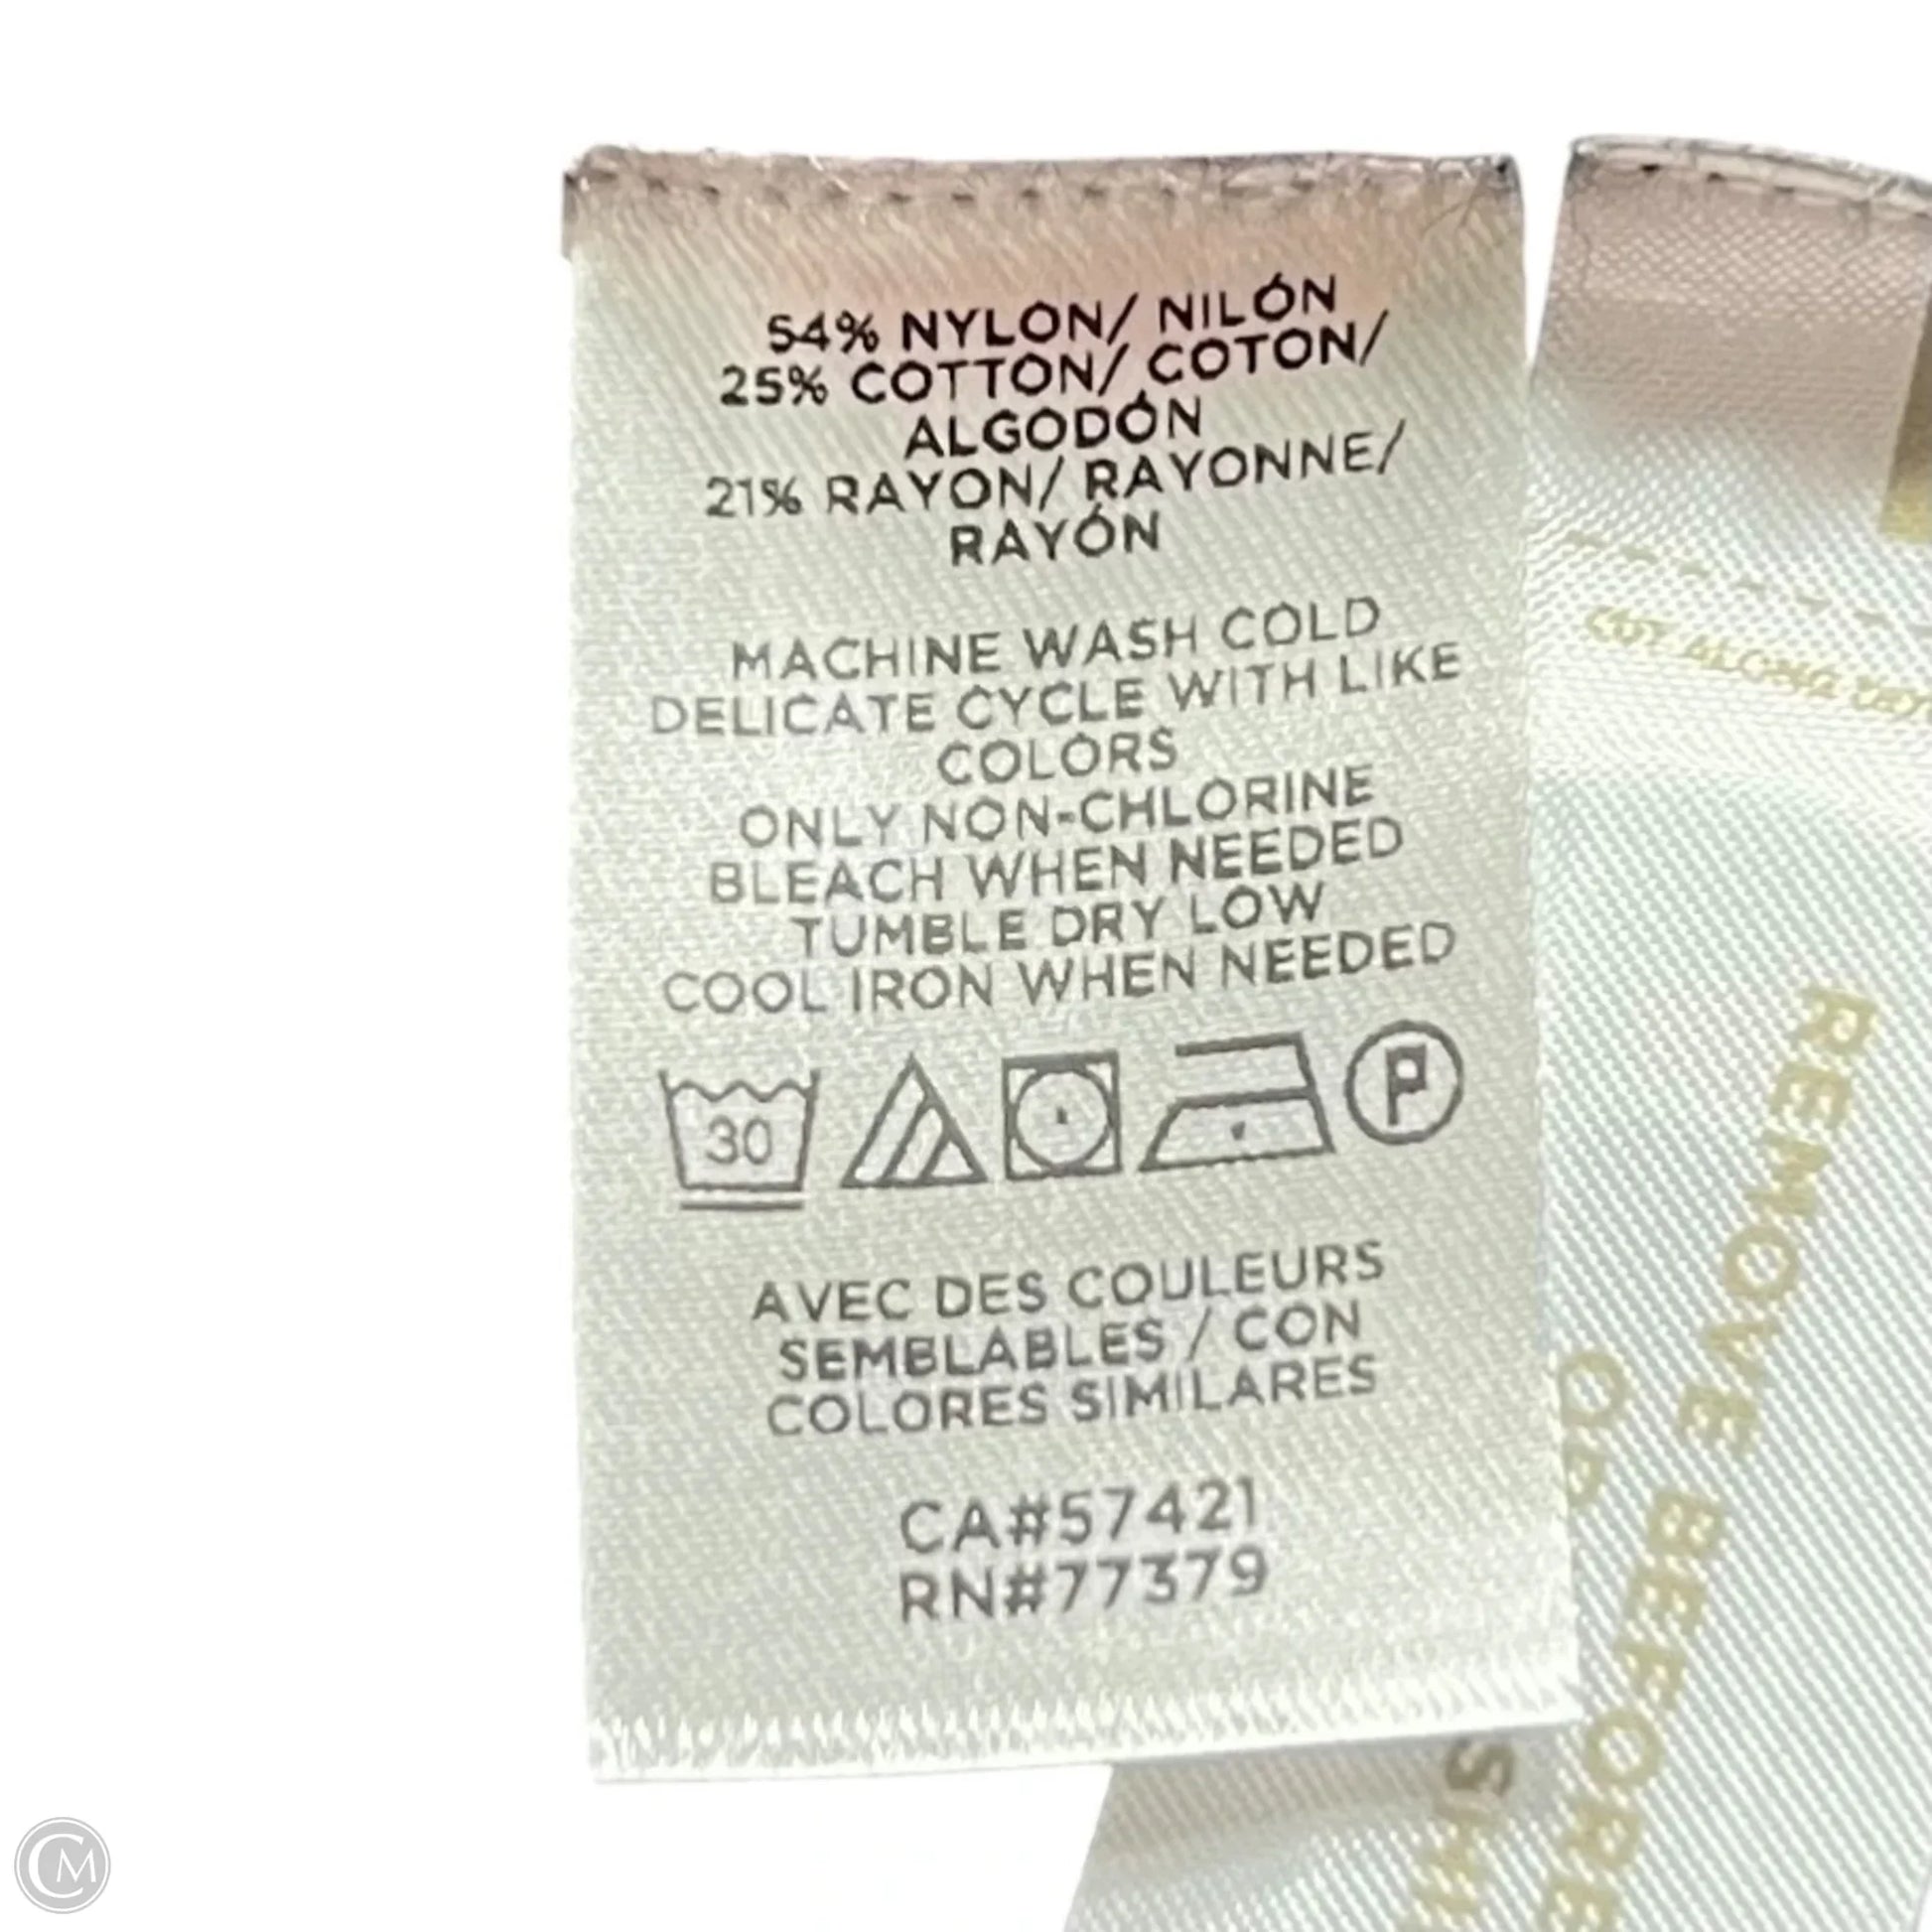 54% NYLON/ NILÓN
25% COTTON/ COTON/
ALGODÓN
21% RAYON/ RAYONNE/
RAYÓN
MACHINE WASH COLD
DELICATE CYCLE WITH LIKE
COLORS
ONLY NON-CHLORINE
BLEACH WHEN NEEDED
TUMBLE DRY LOW
COOL IRON WHEN NEEDED
30
P
AVEC DES COULEURS
SEMBLABLES / CON
COLORES SIMILARES
CA#57421
RN#77379
REMOVE BEFORE
OR
CM